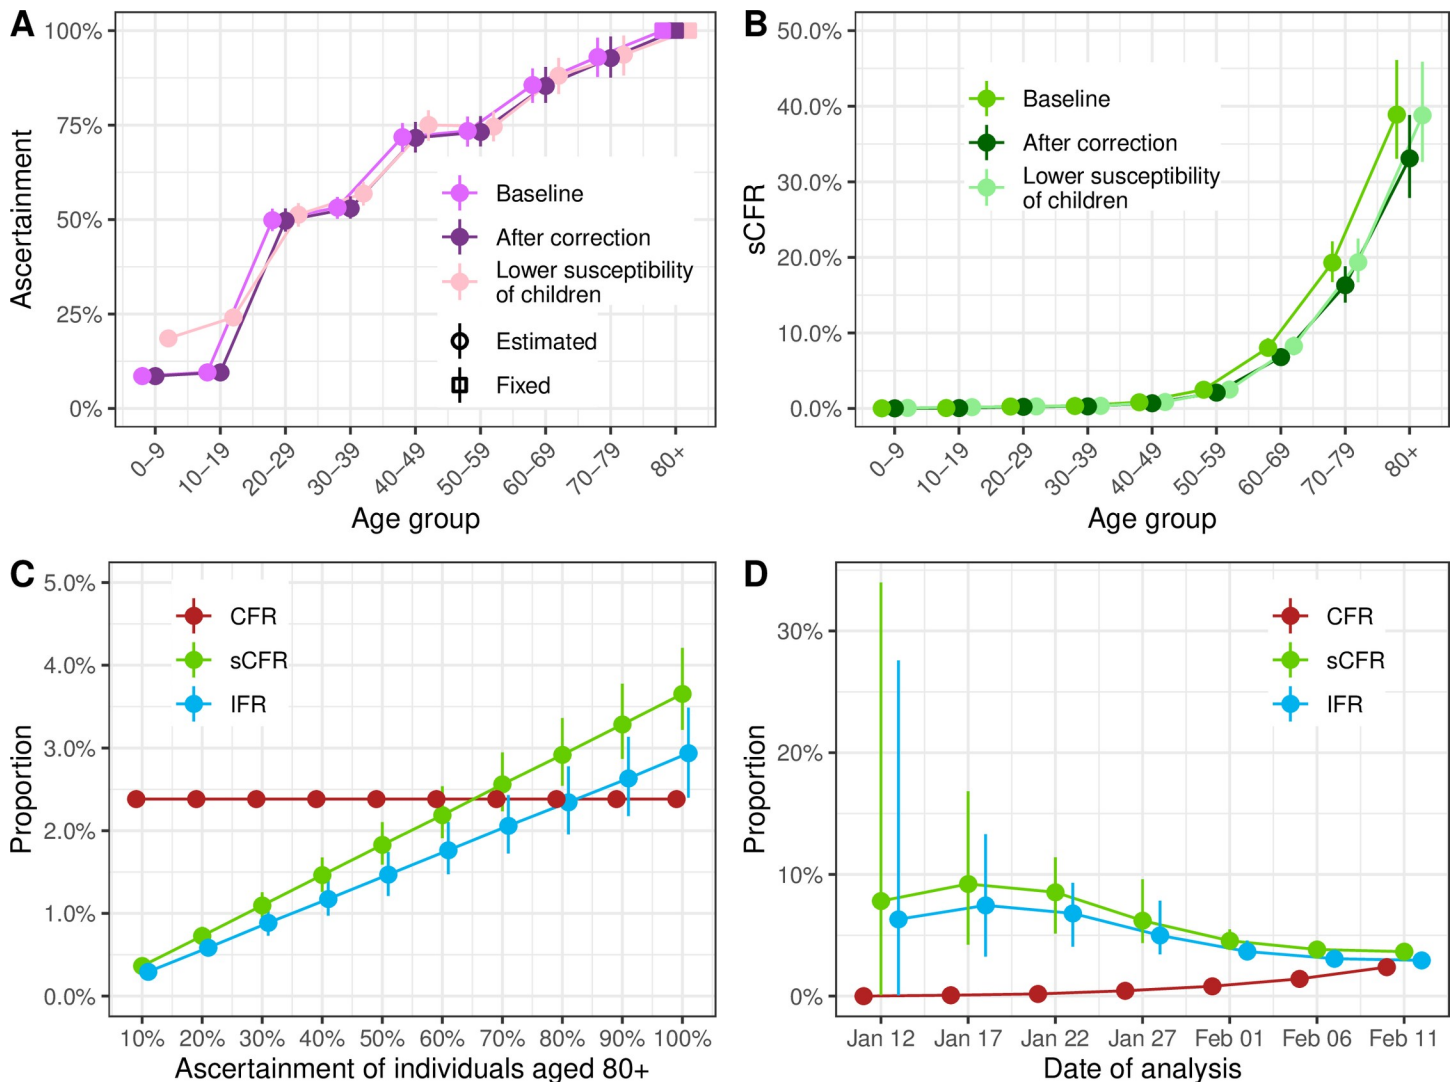 A
100%
75%
50%
25%
0%
Ascertainment
Baseline
After correction
Lower susceptibility
of children
Estimated
Fixed
0–9
10–19
20–29
30–39
40–49
50–59
60–69
70–79
80+
Age group
B
50.0%
40.0%
30.0%
20.0%
10.0%
0.0%
sCFR
Baseline
After correction
Lower susceptibility
of children
0–9
10–19
20–29
30–39
40–49
50–59
60–69
70–79
80+
Age group
C
5.0%
4.0%
3.0%
2.0%
1.0%
0.0%
Proportion
CFR
sCFR
IFR
10% 20% 30% 40% 50% 60% 70% 80% 90% 100%
Ascertainment of individuals aged 80+
D
30%
20%
10%
0%
Proportion
CFR
sCFR
IFR
Jan 12 Jan 17 Jan 22 Jan 27 Feb 01 Feb 06 Feb 11
Date of analysis